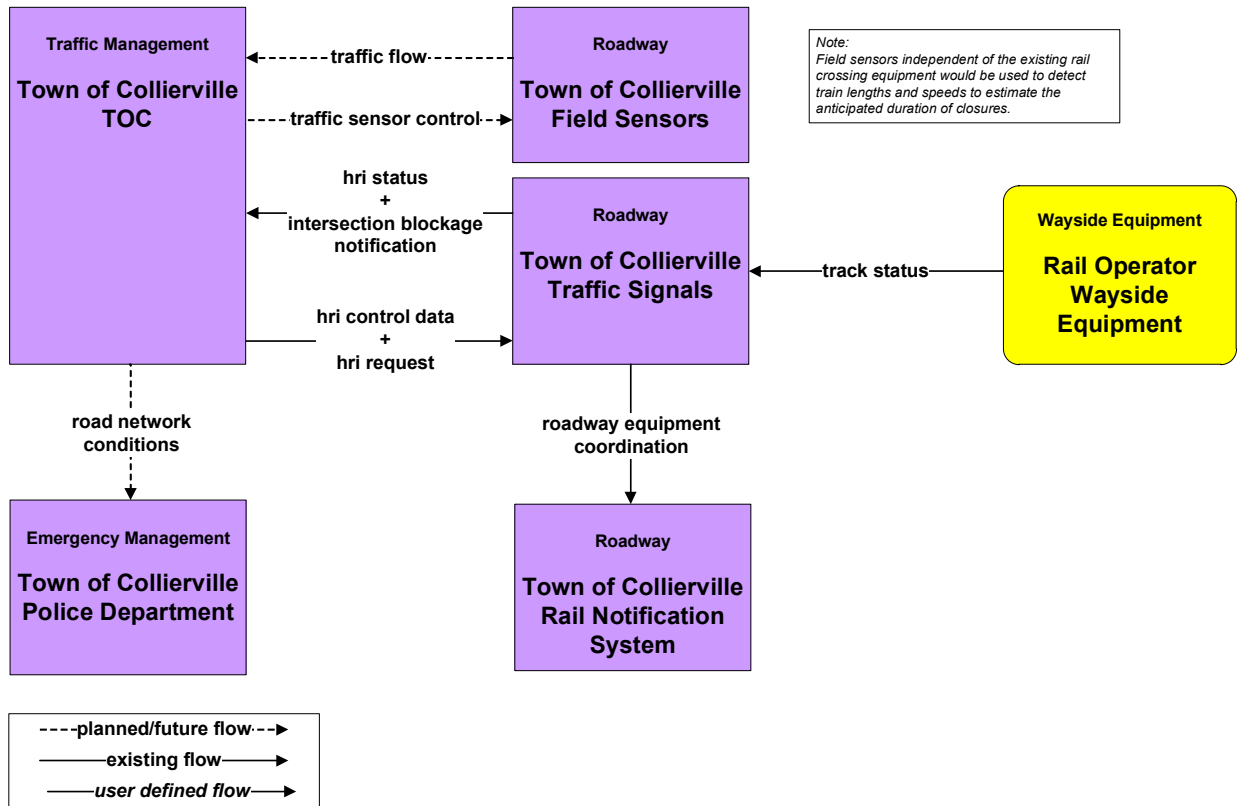 Traffic Management
Town of Collierville
TOC
traffic flow
traffic sensor control
Roadway
Town of Collierville
Field Sensors
Note:
Field sensors independent of the existing rail
crossing equipment would be used to detect
train lengths and speeds to estimate the
anticipated duration of closures.
hri status
+
intersection blockage
notification
hri control data
+
hri request
Roadway
Town of Collierville
Traffic Signals
track status
Wayside Equipment
Rail Operator
Wayside
Equipment
road network
conditions
roadway equipment
coordination
Emergency Management
Town of Collierville
Police Department
Roadway
Town of Collierville
Rail Notification
System
planned/future flow
existing flow
user defined flow